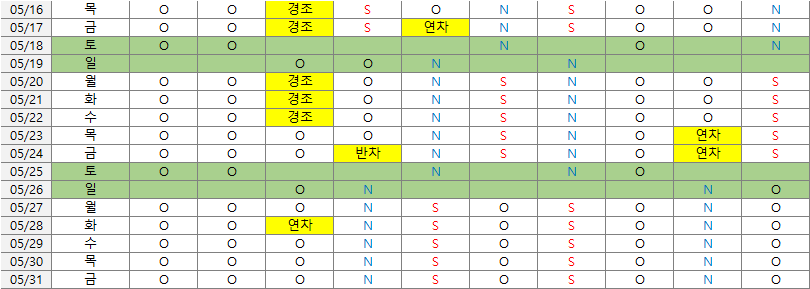 05/16 목 O O 경조 S O N S O O N
05/17 금 O O 경조 S 연차 N S O O N
05/18 토 O O N O N
05/19 일 O O N N
05/20 월 O O 경조 O N S N O O S
05/21 화 O O 경조 O N S N O O S
05/22 수 O O 경조 O N S N O O S
05/23 목 O O O O N S N O 연차 S
05/24 금 O O O 반차 N S N O 연차 S
05/25 토 O O N N O
05/26 일 O N N O
05/27 월 O O O N S O S O N O
05/28 화 O O 연차 N S O S O N O
05/29 수 O O O N S O S O N O
05/30 목 O O O N S O S O N O
05/31 금 O O O N S O S O N O